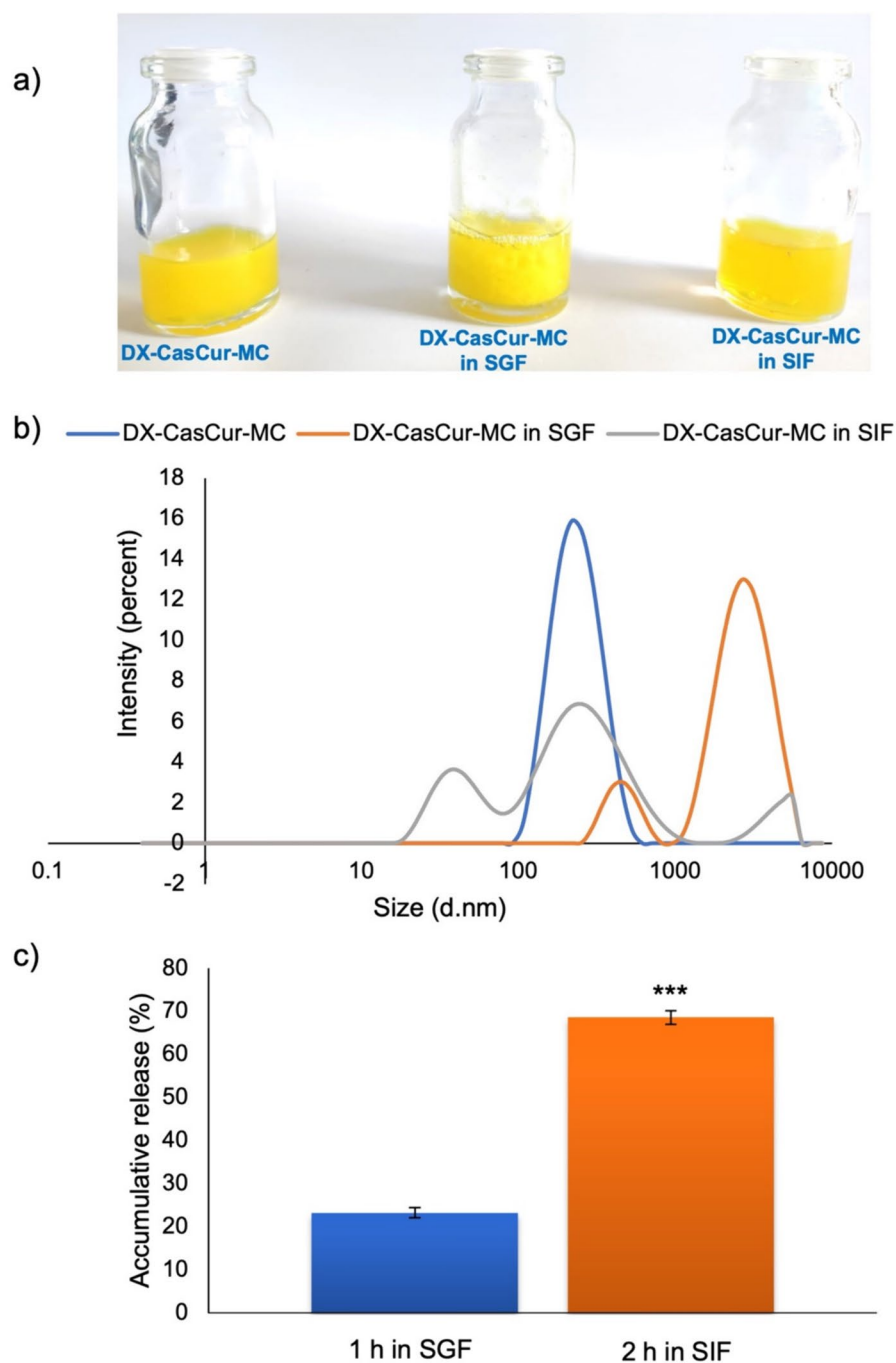 a)
DX-CasCur-MC
DX-CasCur-MC
in SGF
DX-CasCur-MC
in SIF
b)
DX-CasCur-MC DX-CasCur-MC in SGF DX-CasCur-MC in SIF
18
16
14
12
10
8
6
4
2
0
-2
Intensity (percent)
0.1 1 10 100 1000 10000
Size (d.nm)
c)
80
70
60
50
40
30
20
10
0
Accumulative release (%)
***
1 h in SGF 2 h in SIF